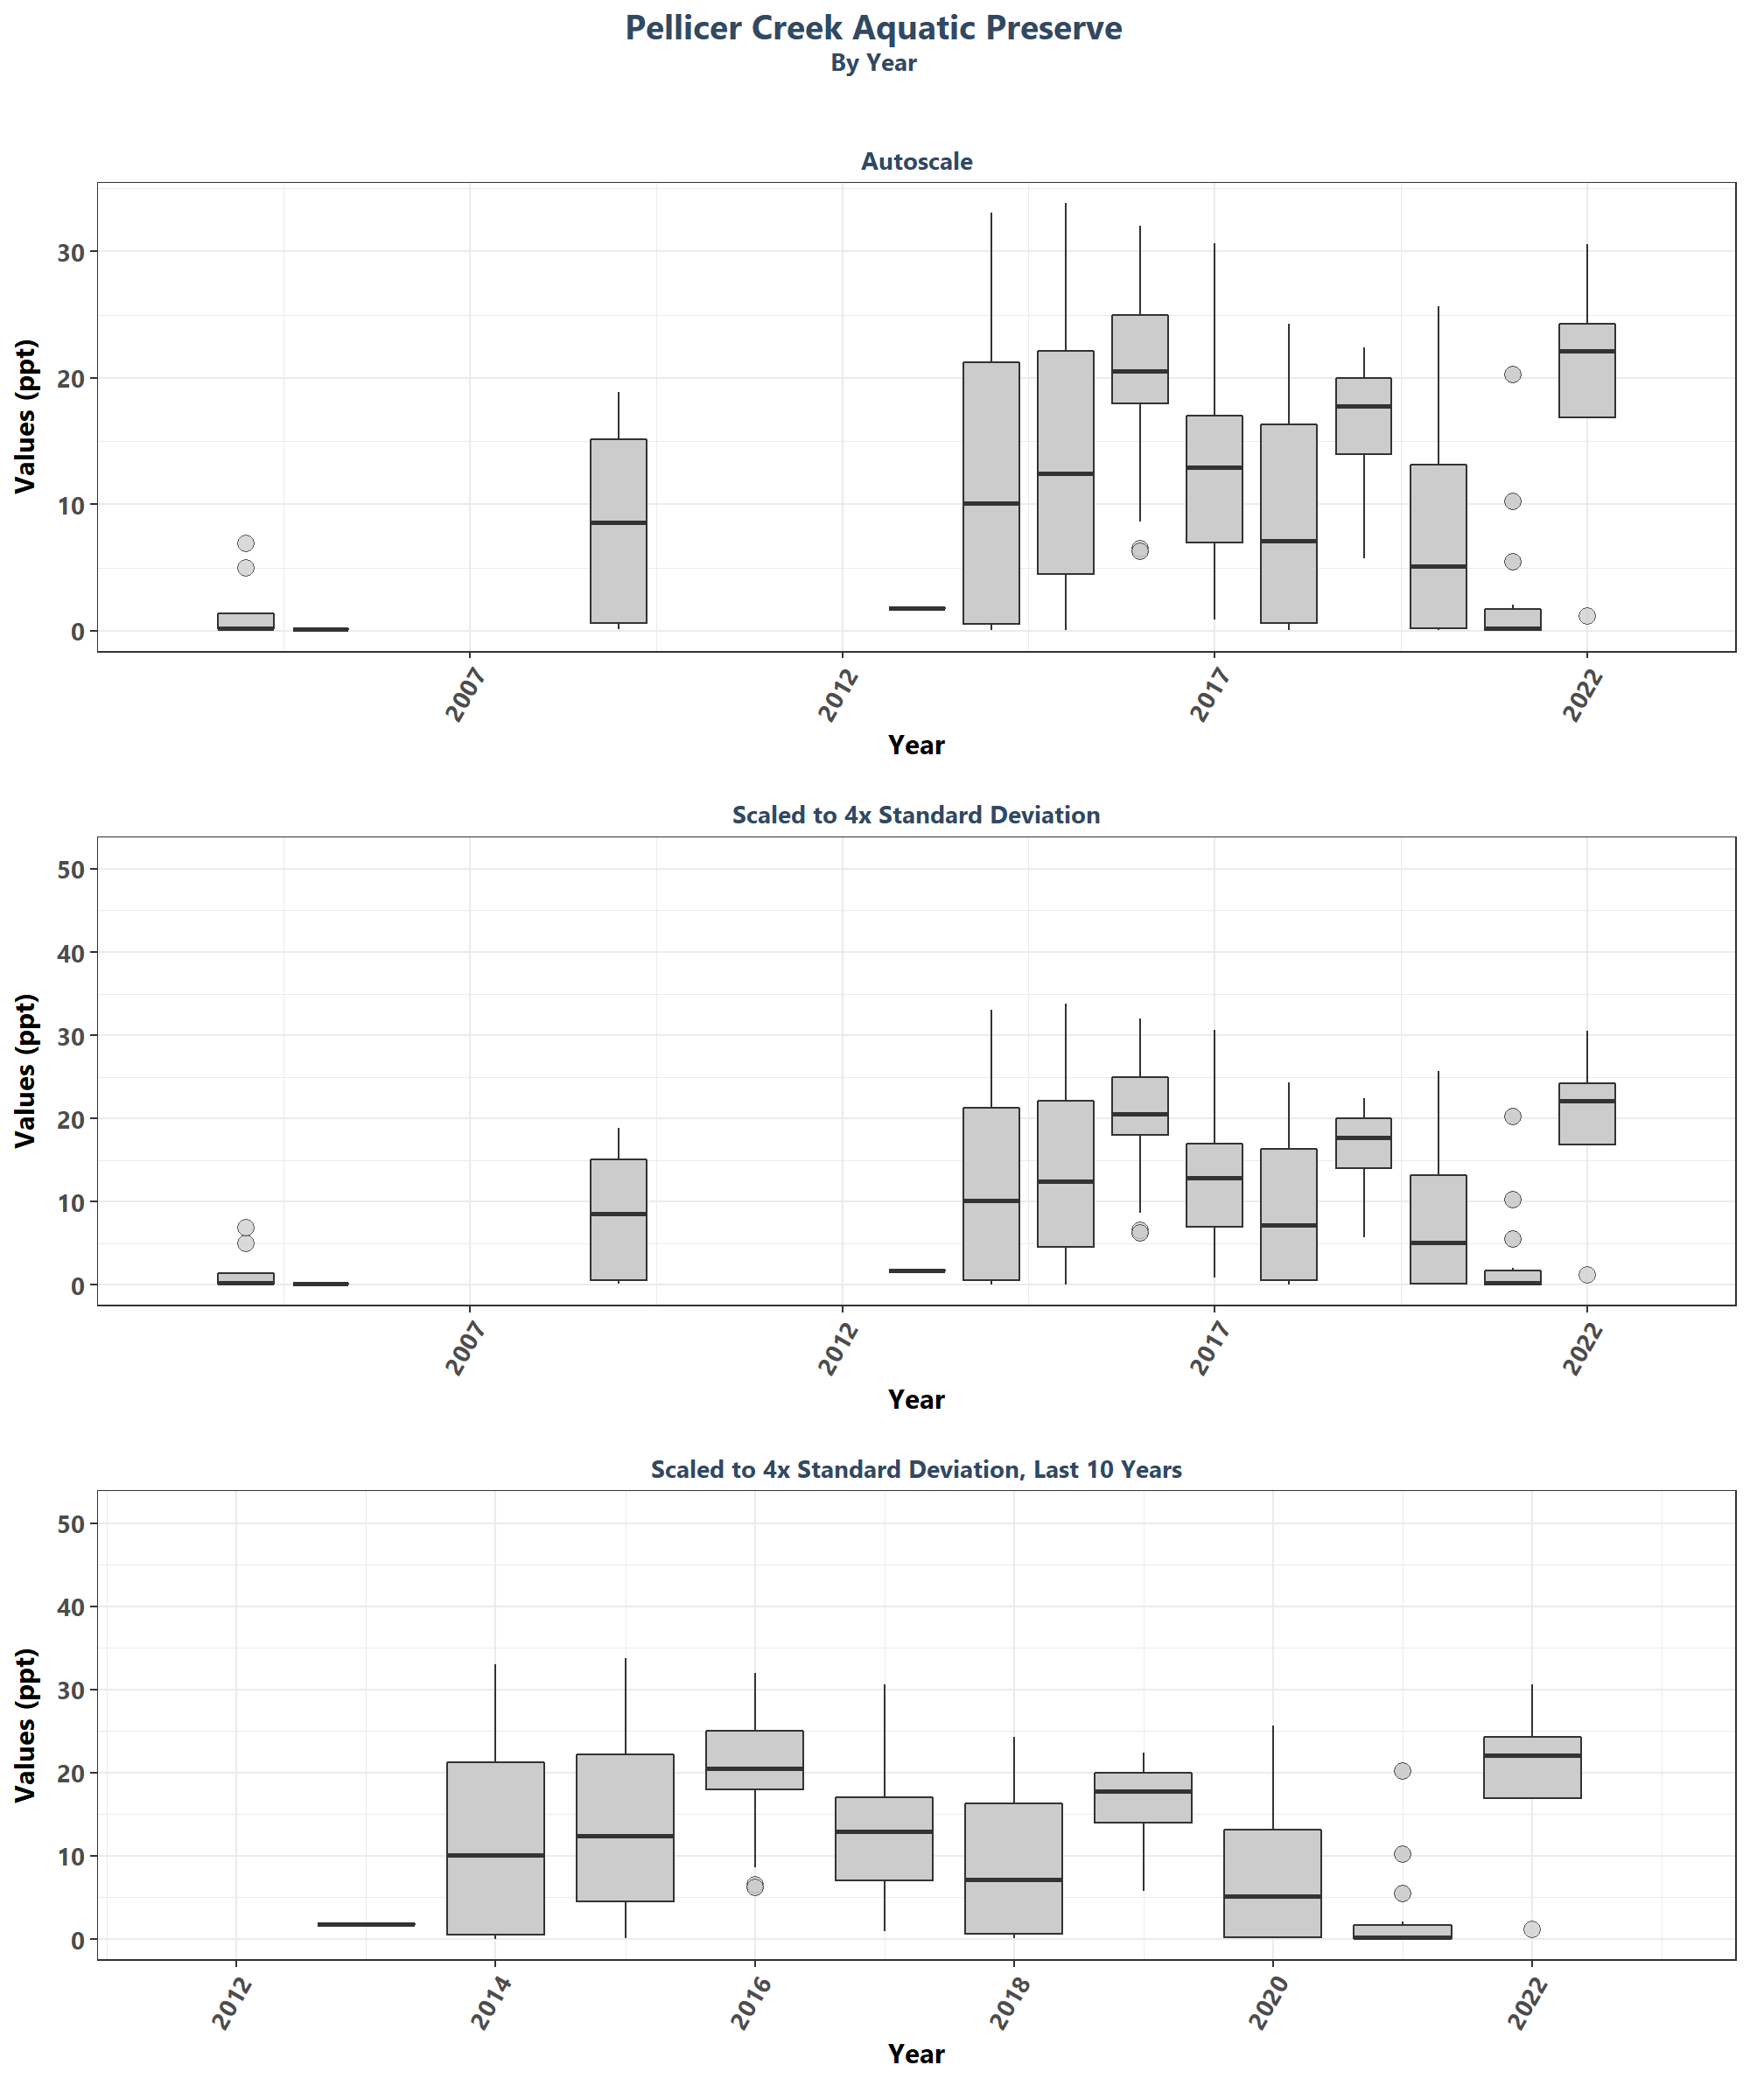 Pellicer Creek Aquatic Preserve
By Year
Autoscale
Values (ppt)
30
20
10
0
2007
2012
2017
2022
Year
Scaled to 4x Standard Deviation
Values (ppt)
50
40
30
20
10
0
2007
2012
2017
2022
Year
Scaled to 4x Standard Deviation, Last 10 Years
Values (ppt)
50
40
30
20
10
0
2012
2014
2016
2018
2020
2022
Year